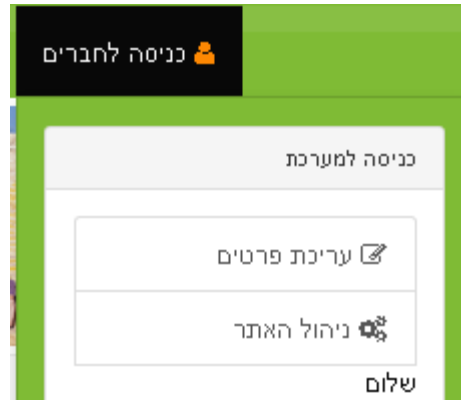 כניסה לחברים
כניסה למערכת
עריכת פרטים
ניהול האתר
שלום